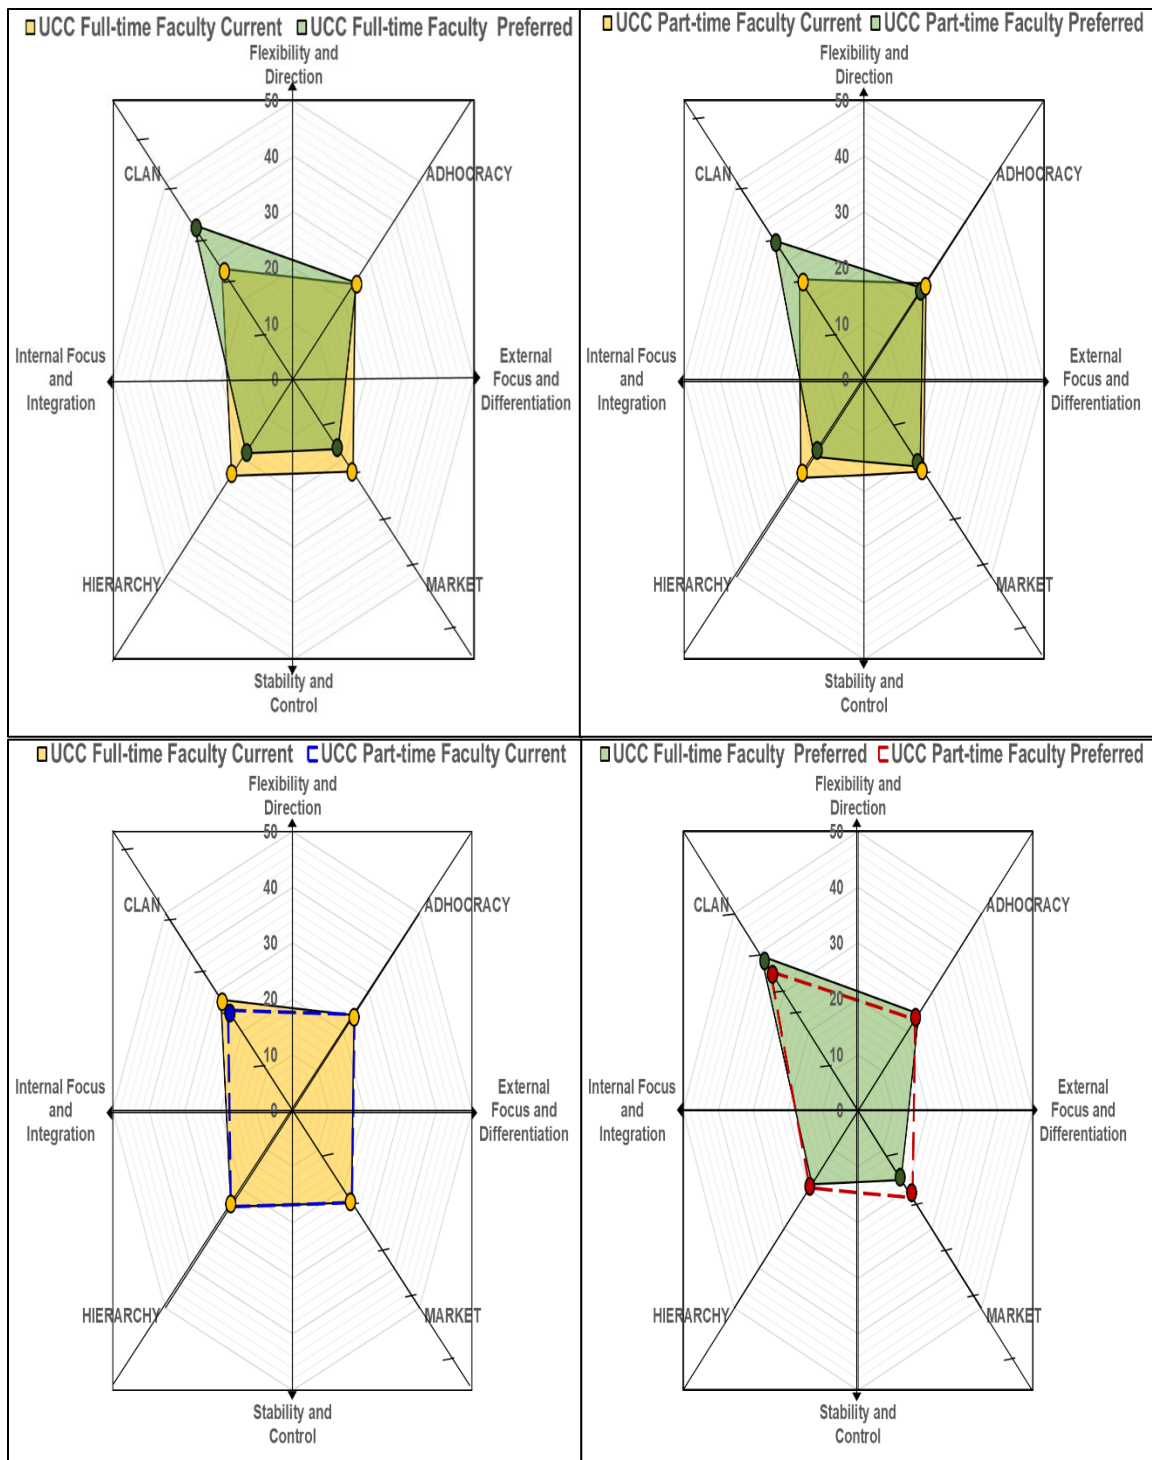 UCC Full-time Faculty Current UCC Full-time Faculty Preferred
Flexibility and
Direction
50
40
CLAN
ADHOCRACY
30
20
10
Internal Focus
and
Integration
0
External
Focus and
Differentiation
HIERARCHY
MARKET
Stability and
Control
UCC Part-time Faculty Current UCC Part-time Faculty Preferred
Flexibility and
Direction
50
40
CLAN
ADHOCRACY
30
20
10
Internal Focus
and
Integration
0
External
Focus and
Differentiation
HIERARCHY
MARKET
Stability and
Control
UCC Full-time Faculty Current UCC Part-time Faculty Current
Flexibility and
Direction
50
40
CLAN
ADHOCRACY
30
20
10
Internal Focus
and
Integration
0
External
Focus and
Differentiation
HIERARCHY
MARKET
Stability and
Control
UCC Full-time Faculty Preferred UCC Part-time Faculty Preferred
Flexibility and
Direction
50
40
CLAN
ADHOCRACY
30
20
10
Internal Focus
and
Integration
0
External
Focus and
Differentiation
HIERARCHY
MARKET
Stability and
Control